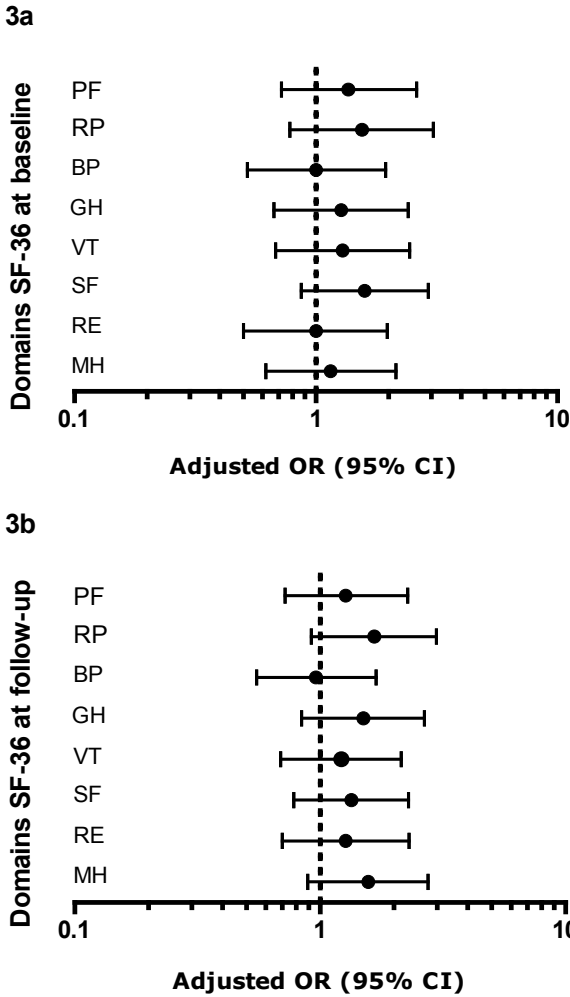 3a
Domains SF-36 at baseline
PF
RP
BP
GH
VT
SF
RE
MH
0.1 1 10
Adjusted OR (95% CI)
3b
Domains SF-36 at follow-up
PF
RP
BP
GH
VT
SF
RE
MH
0.1 1 10
Adjusted OR (95% CI)